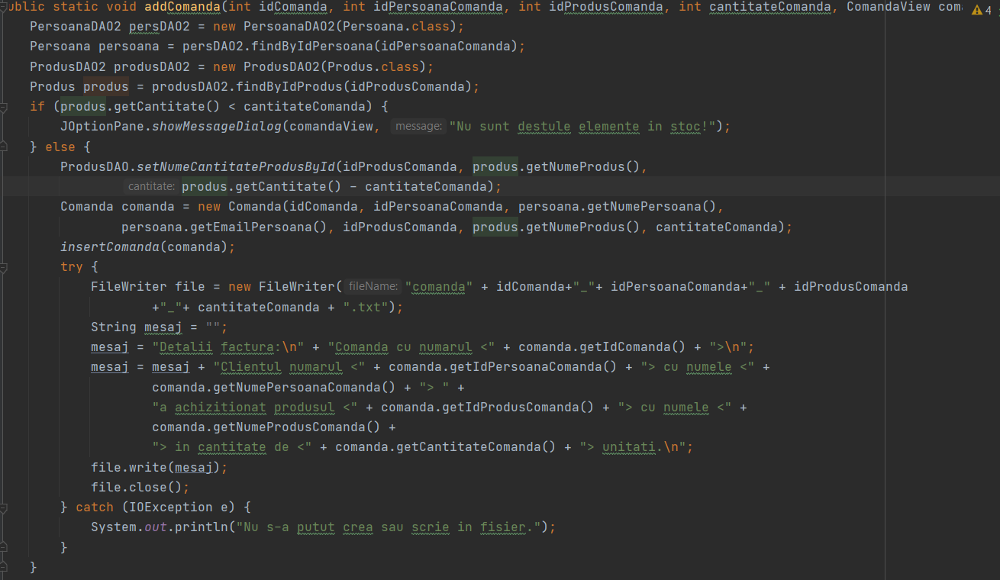 public static void addComanda(int idComanda, int idPersoanaComanda, int idProdusComanda, int cantitateComanda, ComandaView com 4
PersoanaDAO2 persDAO2 = new PersoanaDAO2(Persoana.class);
Persoana persoana = persDAO2.findByIdPersoana(idPersoanaComanda);
ProdusDAO2 produsDAO2 = new ProdusDAO2(Produs.class);
Produs produs = produsDAO2.findByIdProdus(idProdusComanda);
if (produs.getCantitate() < cantitateComanda) {
JOptionPane.showMessageDialog(comandaView, message: "Nu sunt destule elemente in stoc!");
} else {
ProdusDAO.setNumeCantitateProdusById(idProdusComanda, produs.getNumeProdus(),
cantitate: produs.getCantitate() - cantitateComanda);
Comanda comanda = new Comanda(idComanda, idPersoanaComanda, persoana.getNumePersoana(),
persoana.getEmailPersoana(), idProdusComanda, produs.getNumeProdus(), cantitateComanda);
insertComanda(comanda);
try {
FileWriter file = new FileWriter( fileName: "comanda" + idComanda+"_"+ idPersoanaComanda+"_" + idProdusComanda
+"_"+ cantitateComanda + ".txt");
String mesaj = "";
mesaj = "Detalii factura:\n" + "Comanda cu numarul <" + comanda.getIdComanda() + ">\n";
mesaj = mesaj + "Clientul numarul <" + comanda.getIdPersoanaComanda() + "> cu numele <" +
comanda.getNumePersoanaComanda() + "> " +
"a achizitionat produsul <" + comanda.getIdProdusComanda() + "> cu numele <" +
comanda.getNumeProdusComanda() +
"> in cantitate de <" + comanda.getCantitateComanda() + "> unitati.\n";
file.write(mesaj);
file.close();
} catch (IOException e) {
System.out.println("Nu s-a putut crea sau scrie in fisier.");
}
}